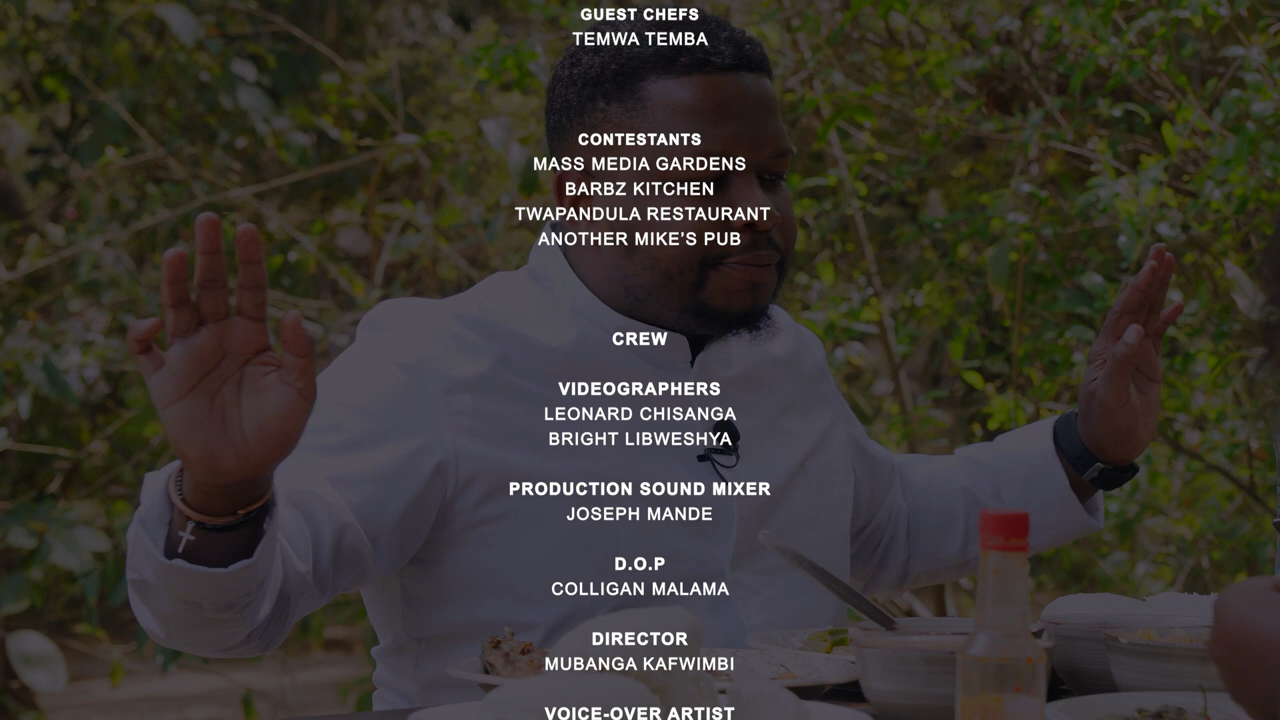 GUEST CHEFS
TEMWA TEMBA
CONTESTANTS
MASS MEDIA GARDENS
BARBZ KITCHEN
TWAPANDULA RESTAURANT
ANOTHER MIKE’S PUB
CREW
VIDEOGRAPHERS
LEONARD CHISANGA
BRIGHT LIBWESHYA
PRODUCTION SOUND MIXER
JOSEPH MANDE
D.O.P
COLLIGAN MALAMA
DIRECTOR
MUBANGA KAFWIMBI
VOICE-OVER ARTIST